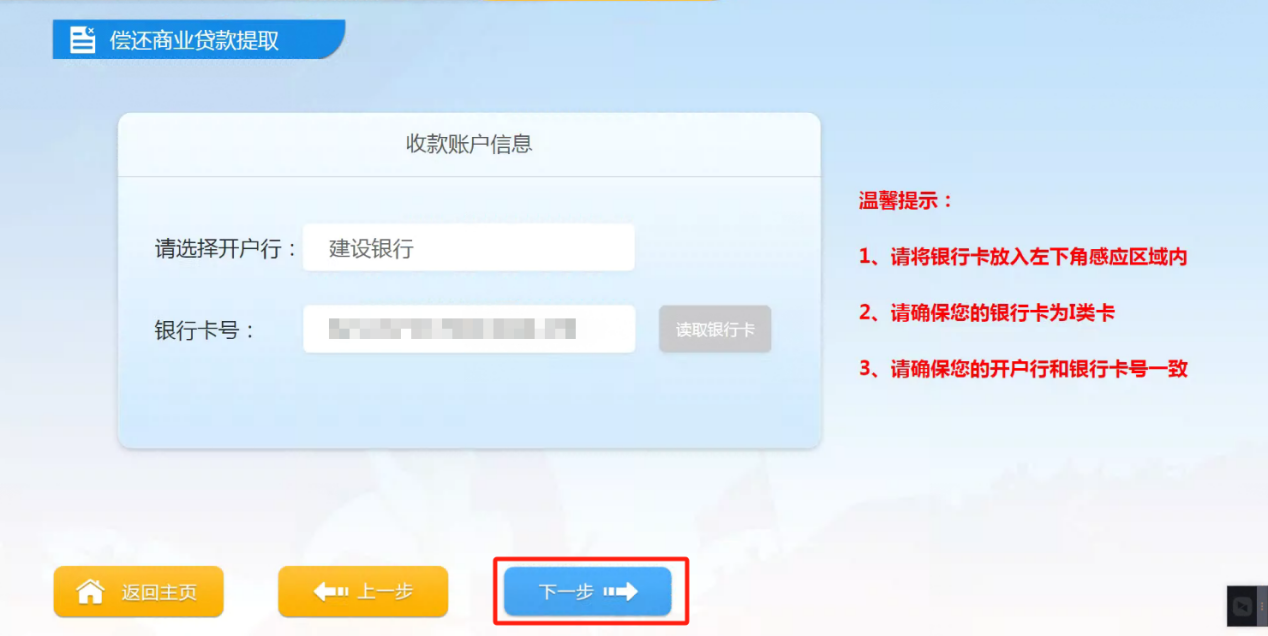 偿还商业贷款提取
收款账户信息
请选择开户行：
建设银行
银行卡号：
读取银行卡
温馨提示：
1、请将银行卡放入左下角感应区域内
2、请确保您的银行卡为I类卡
3、请确保您的开户行和银行卡号一致
返回主页
上一步
下一步